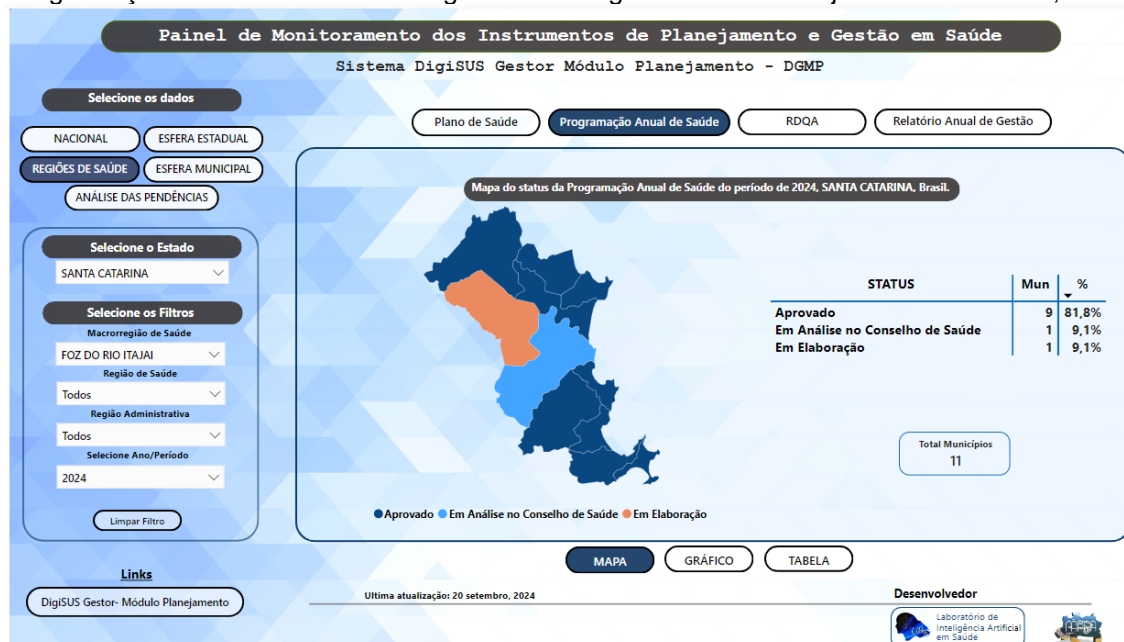 Painel de Monitoramento dos Instrumentos de Planejamento e Gestão em Saúde
Sistema DigiSUS Gestor Módulo Planejamento - DGMP
Selecione os dados
NACIONAL
ESFERA ESTADUAL
REGIÕES DE SAÚDE
ESFERA MUNICIPAL
ANÁLISE DAS PENDÊNCIAS
Plano de Saúde
Programação Anual de Saúde
RDQA
Relatório Anual de Gestão
Selecione o Estado
SANTA CATARINA
Selecione os Filtros
Macrorregião de Saúde
FOZ DO RIO ITAJAI
Região de Saúde
Todos
Região Administrativa
Todos
Selecione Ano/Período
2024
Limpar Filtro
Links
DigiSUS Gestor- Módulo Planejamento
Mapa do status da Programação Anual de Saúde do período de 2024, SANTA CATARINA, Brasil.
STATUS Mun %
Aprovado 9 81,8%
Em Análise no Conselho de Saúde 1 9,1%
Em Elaboração 1 9,1%
Total Municípios
11
Aprovado Em Análise no Conselho de Saúde Em Elaboração
MAPA
GRÁFICO
TABELA
Ultima atualização: 20 setembro, 2024
Desenvolvedor
Laboratório de
Inteligência Artificial
em Saúde